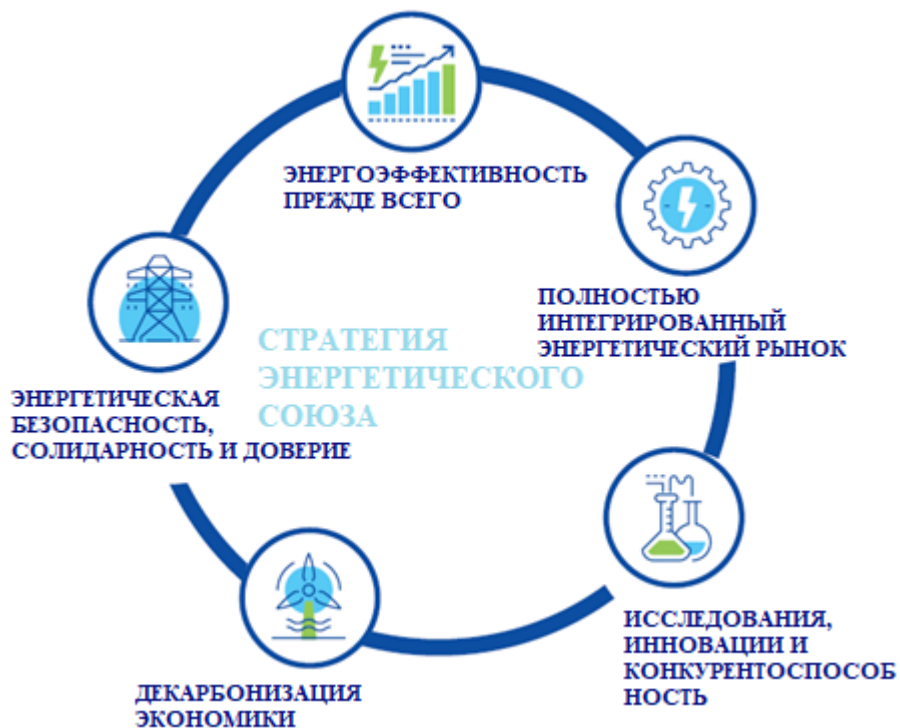 ЭНЕРГОЭФФЕКТИВНОСТЬ
ПРЕЖДЕ ВСЕГО
ПОЛНОСТЬЮ
ИНТЕГРИРОВАННЫЙ
ЭНЕРГЕТИЧЕСКИЙ РЫНОК
СТРАТЕГИЯ
ЭНЕРГЕТИЧЕСКОГО
СОЮЗА
ЭНЕРГЕТИЧЕСКАЯ
БЕЗОПАСНОСТЬ,
СОЛИДАРНОСТЬ И ДОВЕРИЕ
ИССЛЕДОВАНИЯ,
ИННОВАЦИИ И
КОНКУРЕНТОСПОСОБ
НОСТЬ
ДЕКАРБОНИЗАЦИЯ
ЭКОНОМИКИ